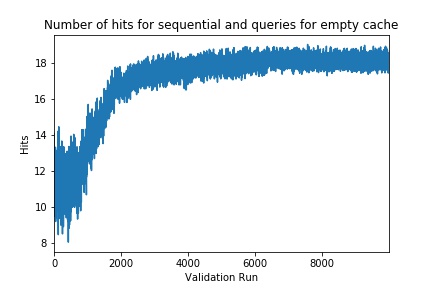 Number of hits for sequential and queries for empty cache
18
16
14
12
10
8
Hits
0 2000 4000 6000 8000
Validation Run